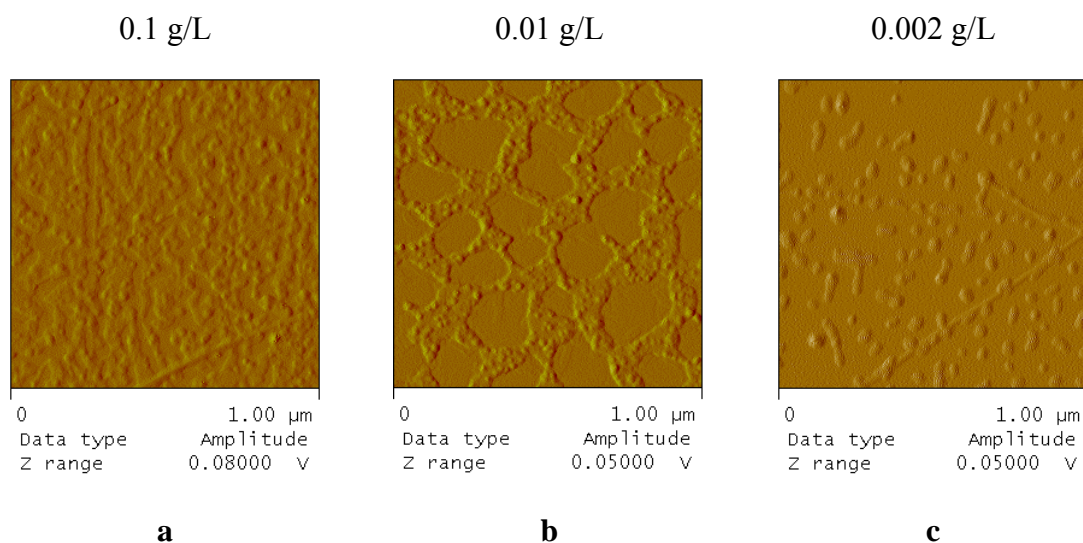 0.1 g/L 0.01 g/L 0.002 g/L
0 1.00 µm 0 1.00 µm 0 1.00 µm
Data type Amplitude Data type Amplitude Data type Amplitude
Z range 0.08000 V Z range 0.05000 V Z range 0.05000 V
a b c